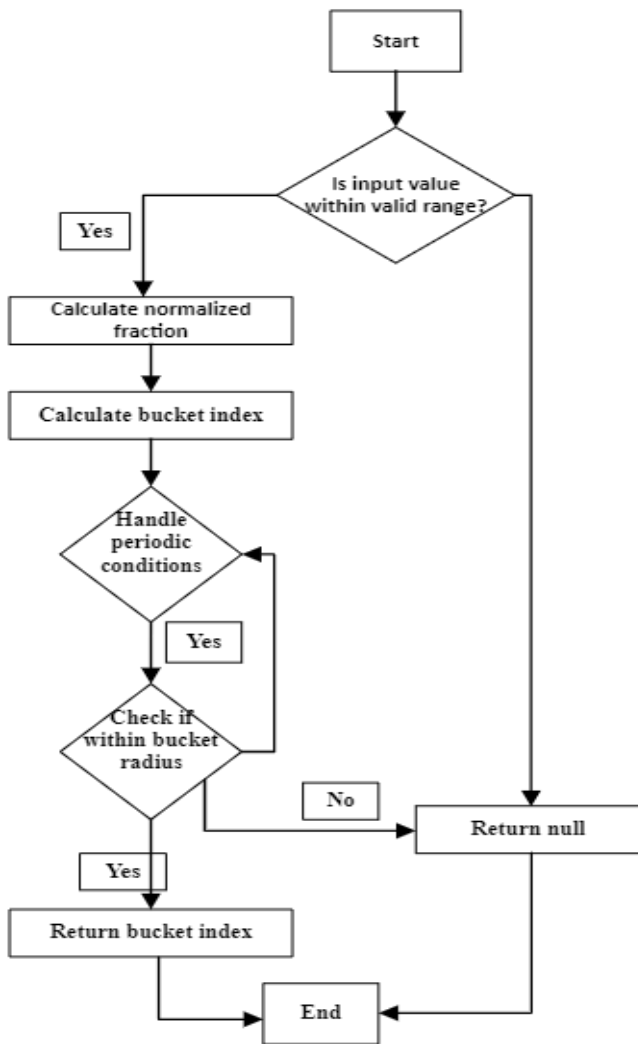 Start
Is input value
within valid range?
Yes
Calculate normalized
fraction
Calculate bucket index
Handle
periodic
conditions
Yes
Check if
within bucket
radius
No
Return null
Yes
Return bucket index
End